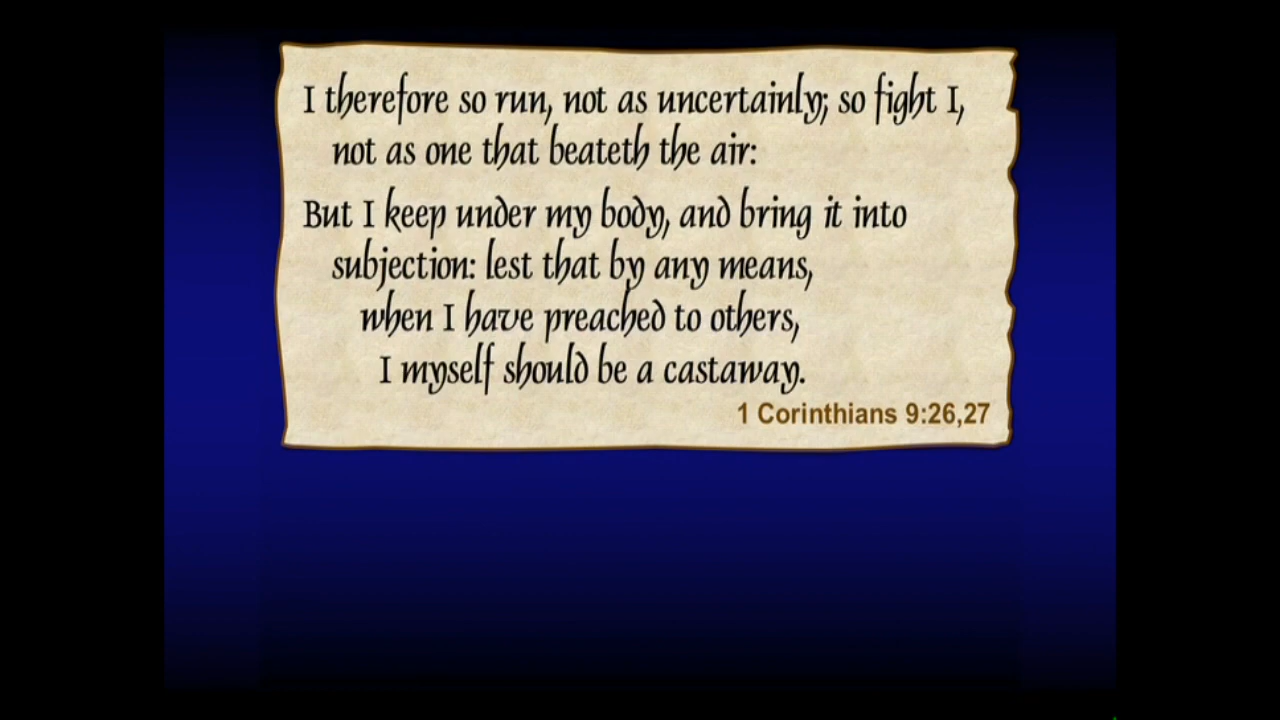 I therefore so run, not as uncertainly; so fight I,
not as one that beateth the air:
But I keep under my body, and bring it into
subjection: lest that by any means,
when I have preached to others,
I myself should be a castaway.
1 Corinthians 9:26,27